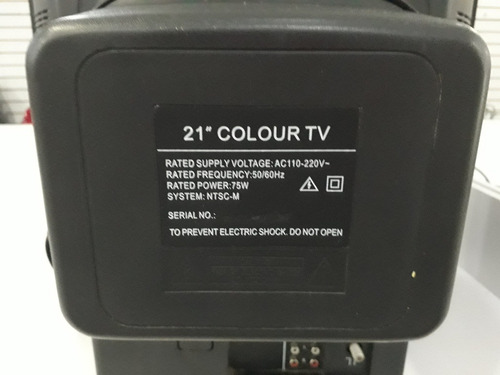 21" COLOUR TV
RATED SUPPLY VOLTAGE: AC110-220V~
RATED FREQUENCY:50/60Hz
RATED POWER:75W
SYSTEM: NTSC-M
SERIAL NO.:
TO PREVENT ELECTRIC SHOCK. DO NOT OPEN